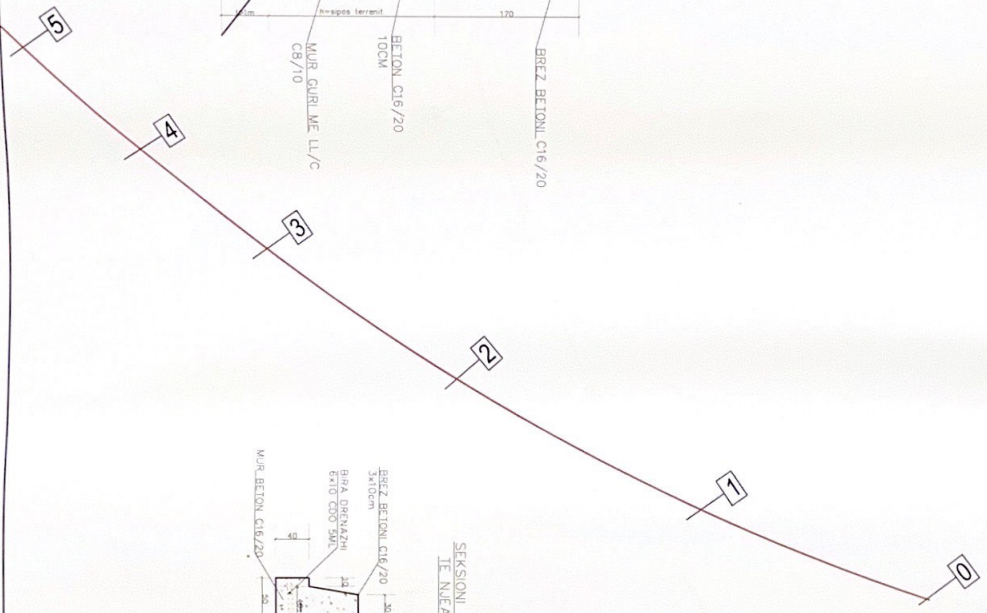 5
4
3
2
1
0
h=sipas terrenit
170
MUR GURI ME LL/C
C8/10
BETON C16/20
10CM
BREZ BETONI C16/20
SEKSIONI
BREZ BETONI C16/20
3x10cm
BIRA DRENAZHI
6x10 CDO 5ML
MUR BETON C16/20
40
10
30
50